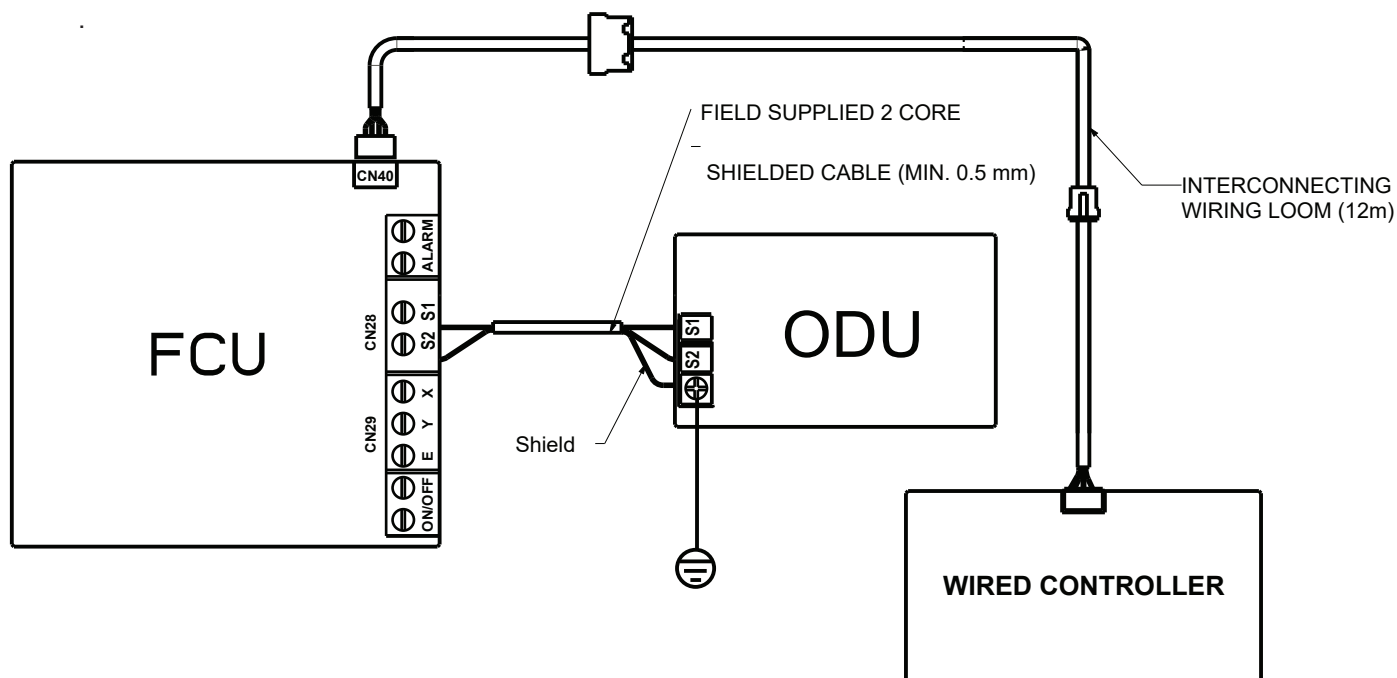 FIELD SUPPLIED 2 CORE
SHIELDED CABLE (MIN. 0.5 mm)
CN40
INTERCONNECTING
WIRING LOOM (12m)
ALARM
FCU
CN28
S1
S2
S1
S2
ODU
CN29
X
Y
E
Shield
ON/OFF
WIRED CONTROLLER